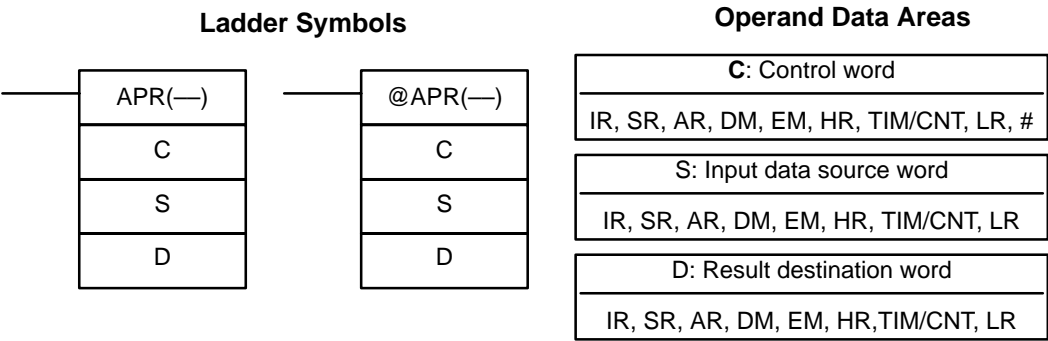 Ladder Symbols
APR(—)
C
S
D
@APR(—)
C
S
D
Operand Data Areas
C: Control word
IR, SR, AR, DM, EM, HR, TIM/CNT, LR, #
S: Input data source word
IR, SR, AR, DM, EM, HR, TIM/CNT, LR
D: Result destination word
IR, SR, AR, DM, EM, HR,TIM/CNT, LR